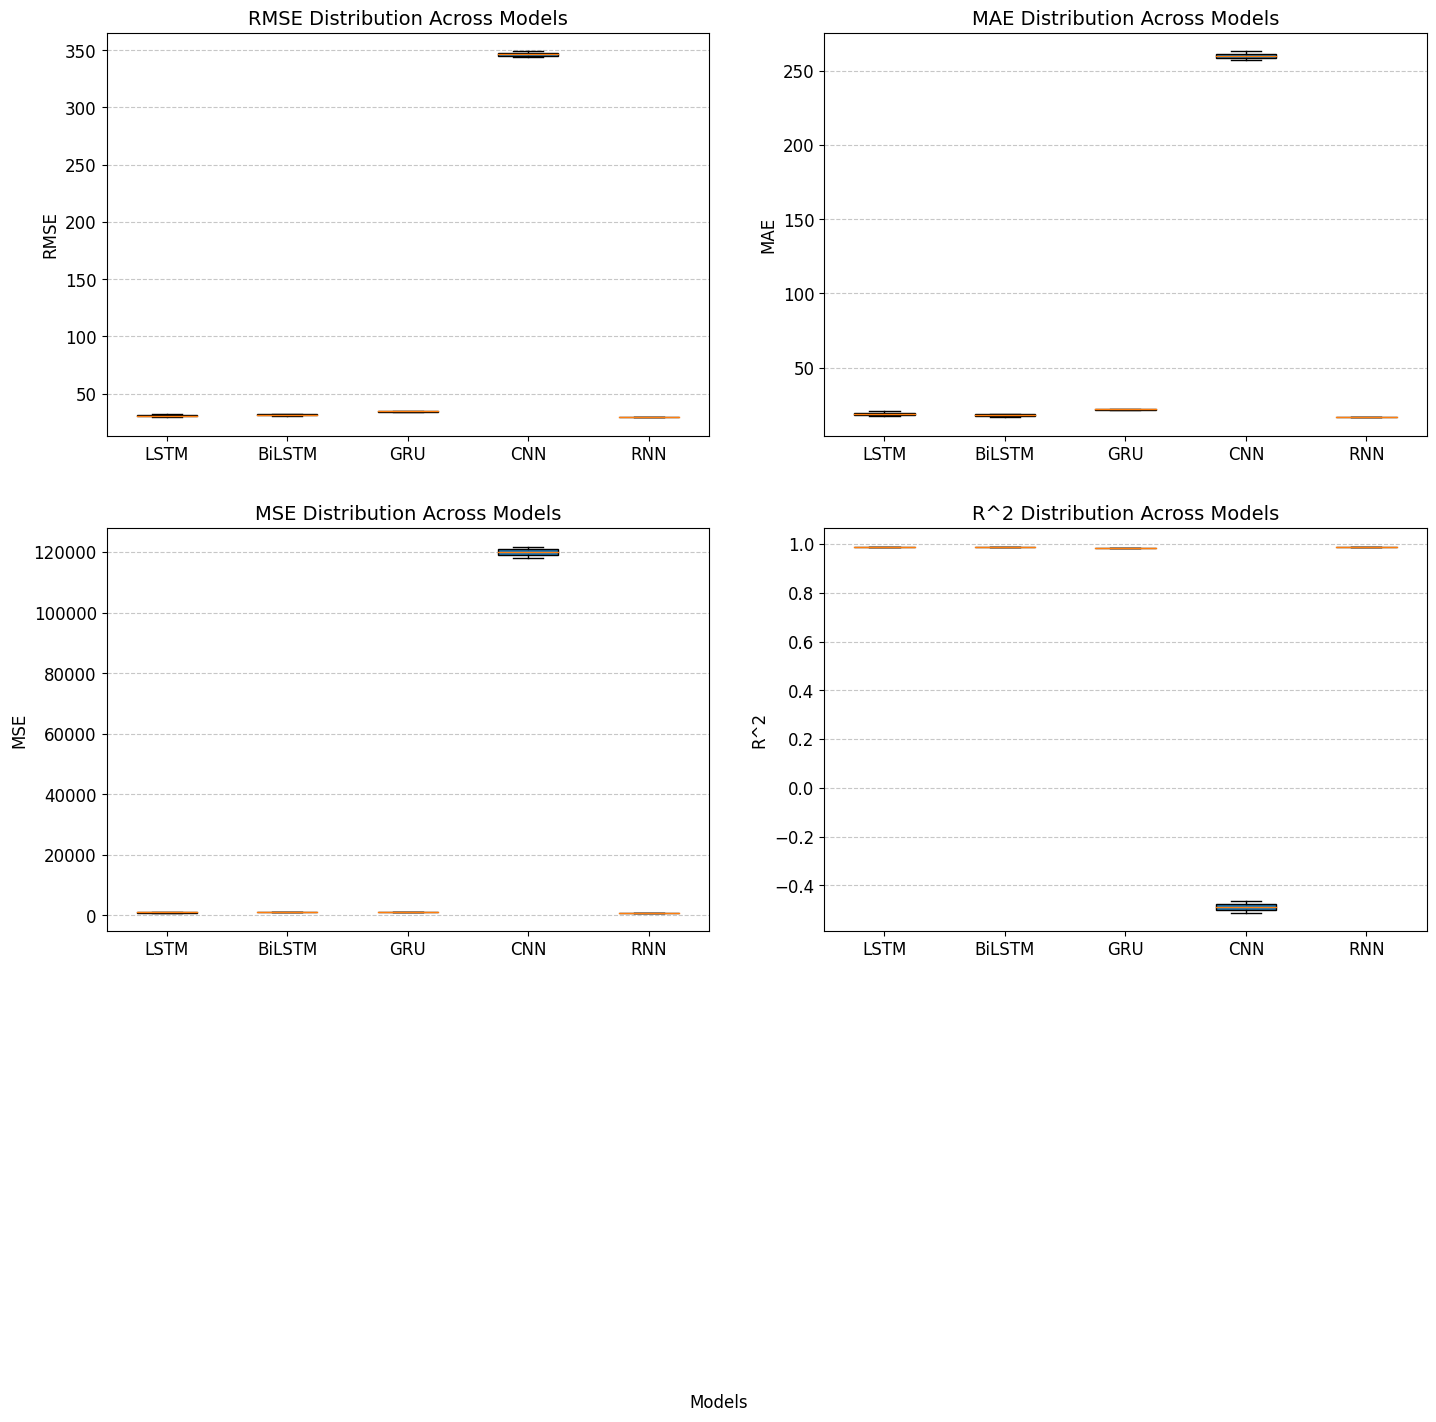 RMSE Distribution Across Models
RMSE
350
300
250
200
150
100
50
LSTM BiLSTM GRU CNN RNN
MAE Distribution Across Models
MAE
250
200
150
100
50
LSTM BiLSTM GRU CNN RNN
MSE Distribution Across Models
MSE
120000
100000
80000
60000
40000
20000
0
LSTM BiLSTM GRU CNN RNN
R^2 Distribution Across Models
R^2
1.0
0.8
0.6
0.4
0.2
0.0
−0.2
−0.4
LSTM BiLSTM GRU CNN RNN
Models